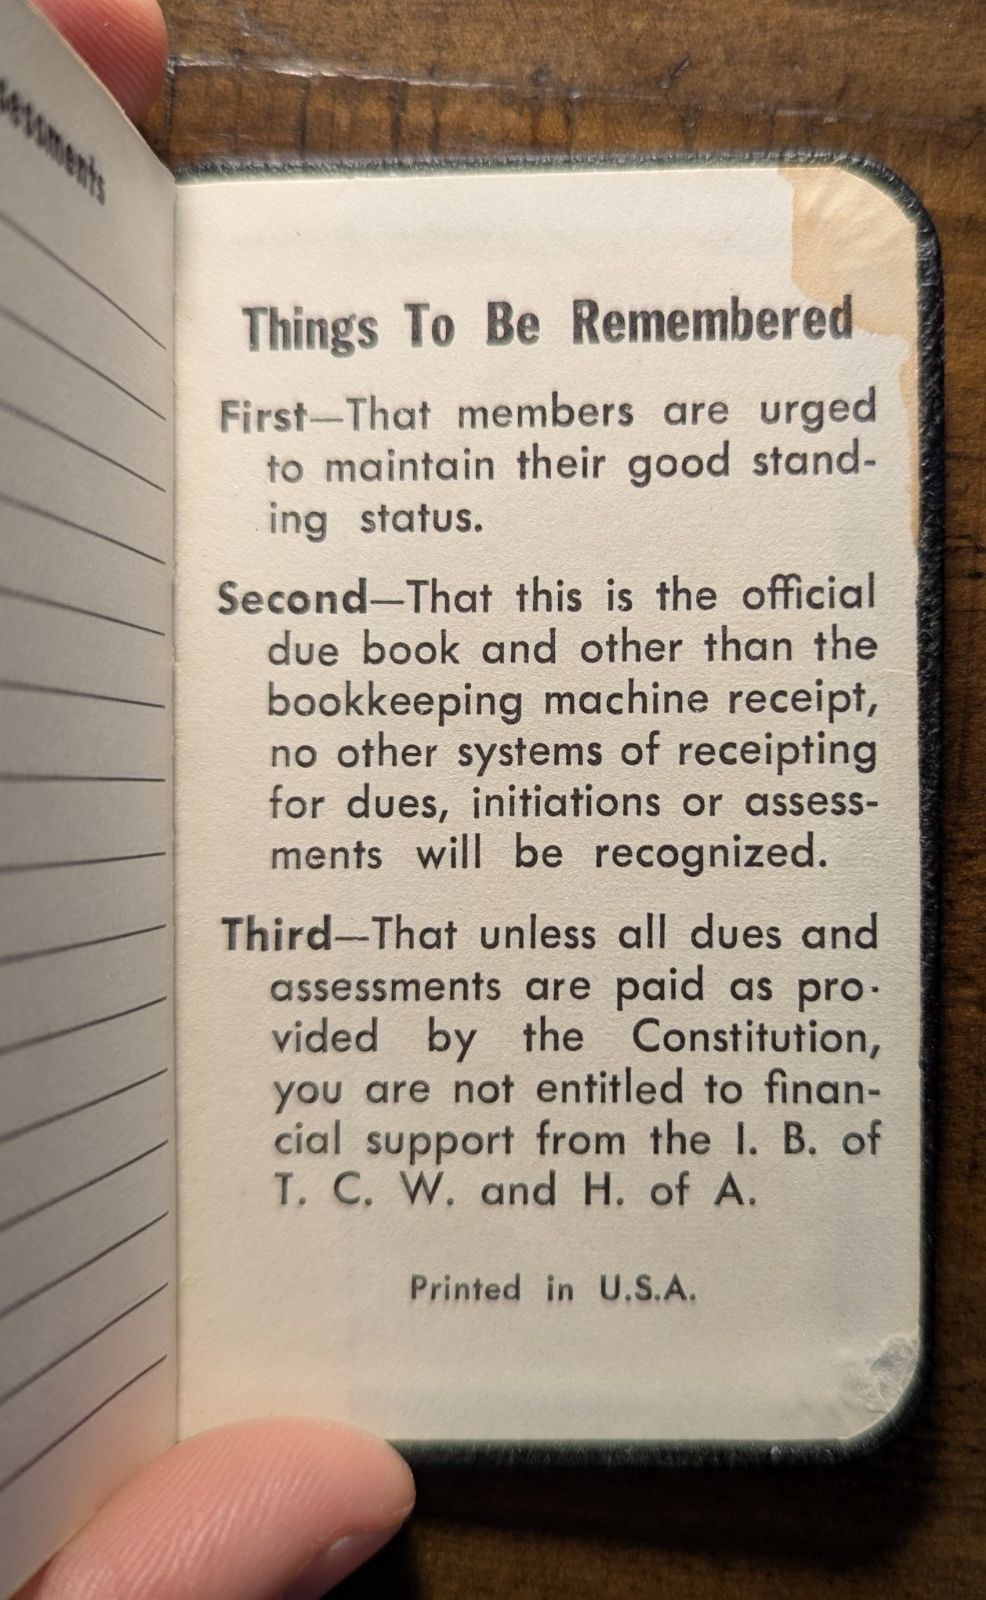 Things To Be Remembered
First—That members are urged
to maintain their good stand-
ing status.
Second—That this is the official
due book and other than the
bookkeeping machine receipt,
no other systems of receipting
for dues, initiations or assess-
ments will be recognized.
Third—That unless all dues and
assessments are paid as pro-
vided by the Constitution,
you are not entitled to finan-
cial support from the I. B. of
T. C. W. and H. of A.
Printed in U.S.A.